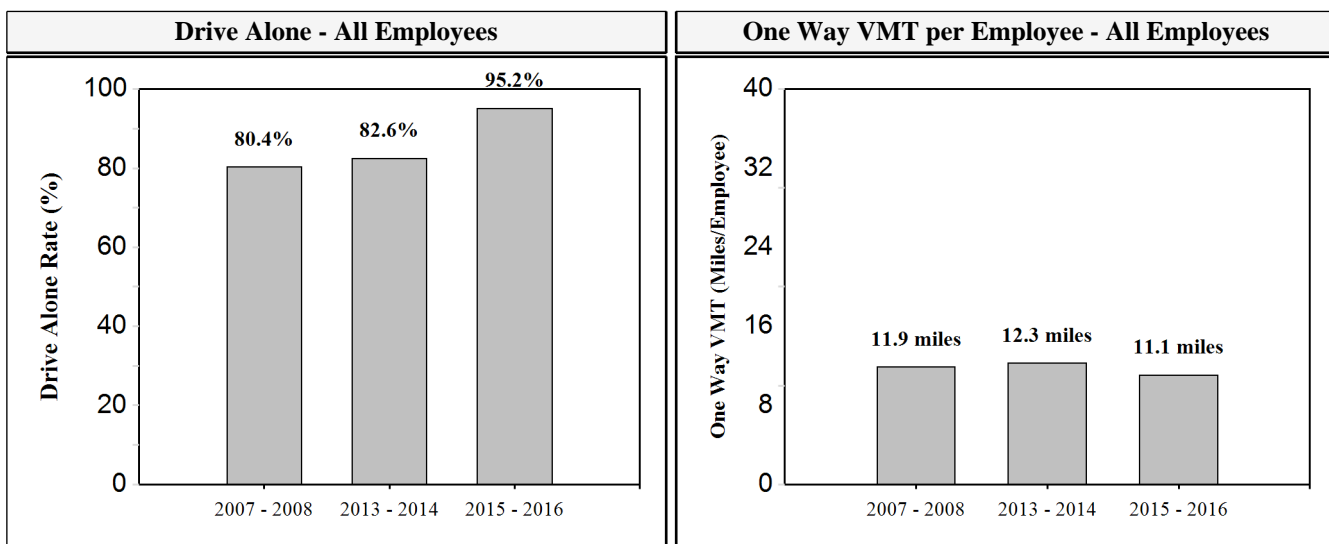 Drive Alone - All Employees
100
80
60
40
20
0
Drive Alone Rate (%)
80.4%
82.6%
95.2%
2007 - 2008
2013 - 2014
2015 - 2016
One Way VMT per Employee - All Employees
40
32
24
16
8
0
One Way VMT (Miles/Employee)
11.9 miles
12.3 miles
11.1 miles
2007 - 2008
2013 - 2014
2015 - 2016